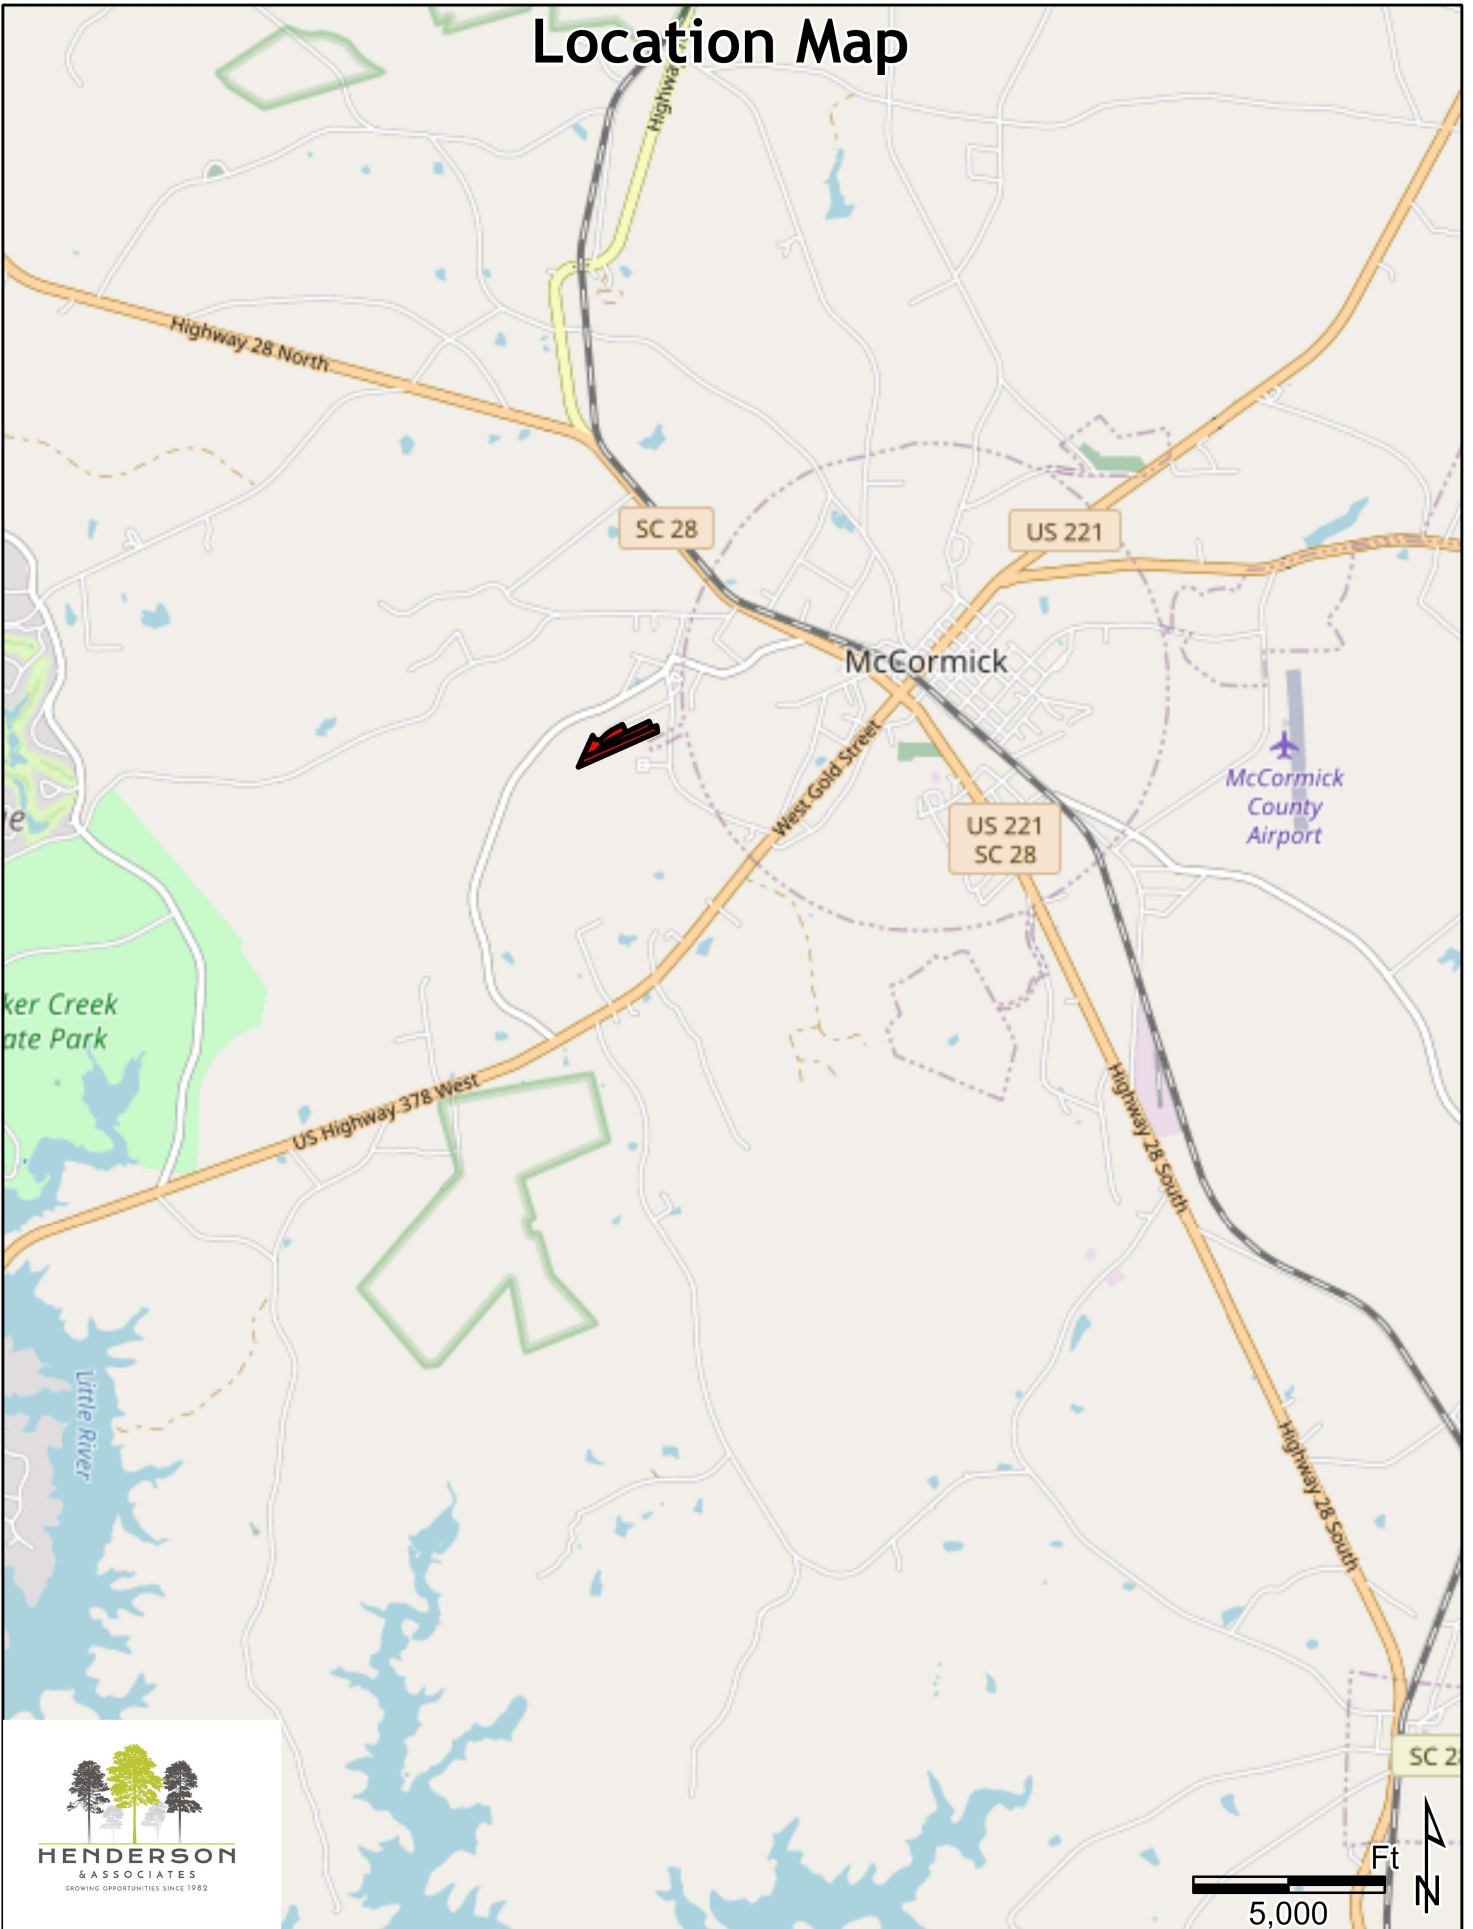 Location Map
Highway
Highway 28 North
SC 28
US 221
McCormick
West Gold Street
McCormick
County
Airport
US 221
SC 28
ker Creek
ate Park
US Highway 378 West
Highway 28 South
Little River
Highway 28 South
SC 2
HENDERSON
& ASSOCIATES
GROWING OPPORTUNITIES SINCE 1982
Ft
5,000
N